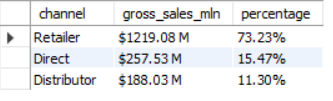 channel gross_sales_mln percentage
Retailer $1219.08 M 73.23%
Direct $257.53 M 15.47%
Distributor $188.03 M 11.30%